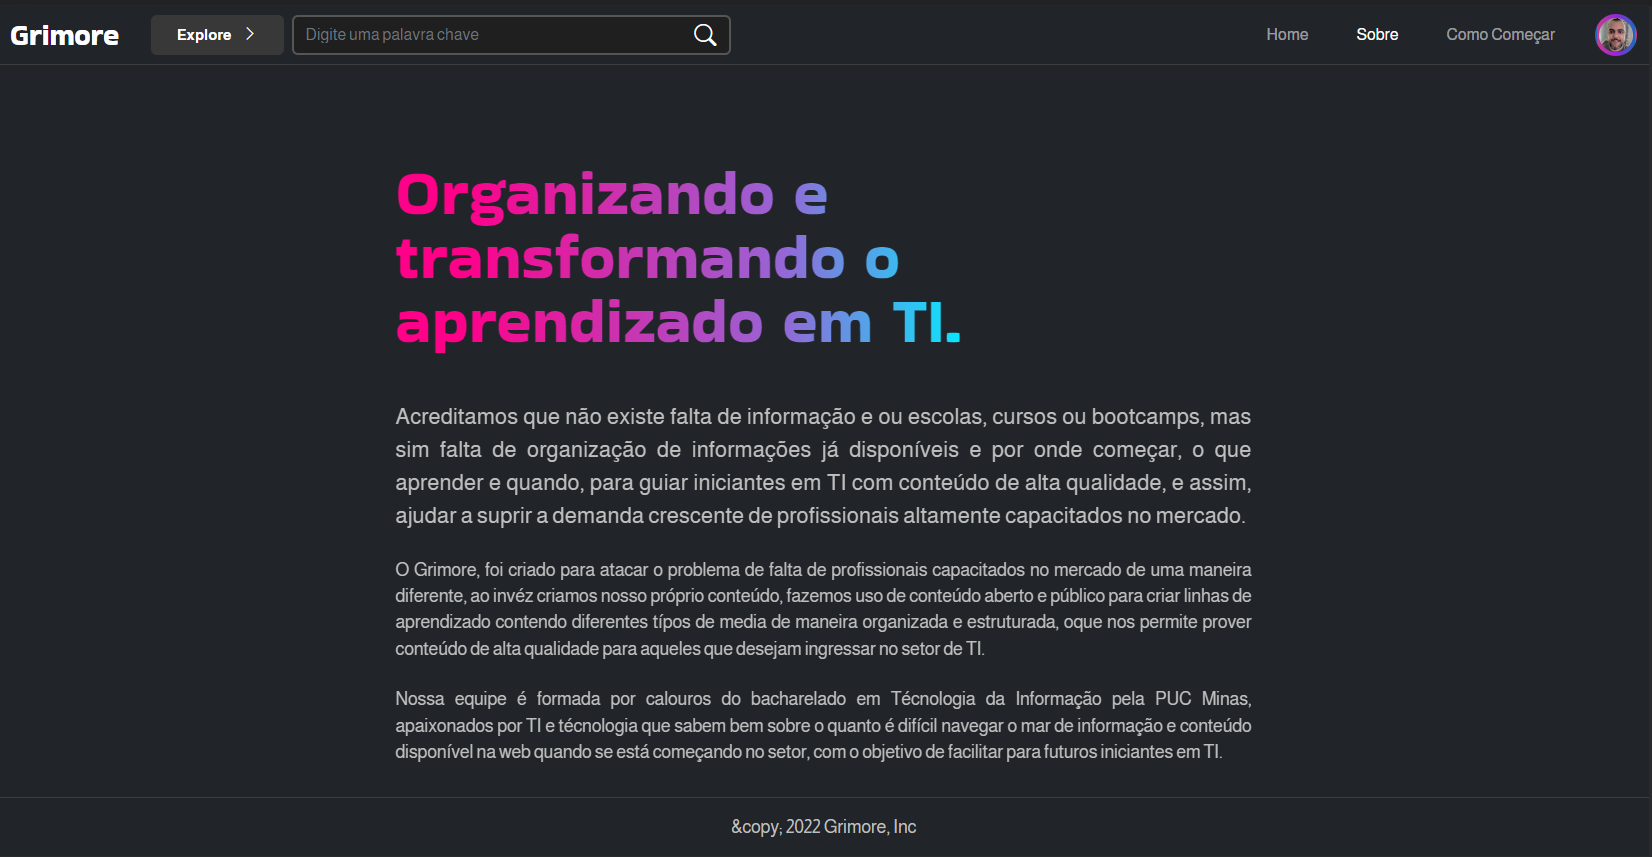 Grimore
Explore
Digite uma palavra chave
Home
Sobre
Como Começar
Organizando e
transformando o
aprendizado em TI.
Acreditamos que não existe falta de informação e ou escolas, cursos ou bootcamps, mas
sim falta de organização de informações já disponíveis e por onde começar, o que
aprender e quando, para guiar iniciantes em TI com conteúdo de alta qualidade, e assim,
ajudar a suprir a demanda crescente de profissionais altamente capacitados no mercado.
O Grimore, foi criado para atacar o problema de falta de profissionais capacitados no mercado de uma maneira
diferente, ao invéz criamos nosso próprio conteúdo, fazemos uso de conteúdo aberto e público para criar linhas de
aprendizado contendo diferentes típos de media de maneira organizada e estruturada, oque nos permite prover
conteúdo de alta qualidade para aqueles que desejam ingressar no setor de TI.
Nossa equipe é formada por calouros do bacharelado em Técnologia da Informação pela PUC Minas,
apaixonados por TI e técnologia que sabem bem sobre o quanto é difícil navegar o mar de informação e conteúdo
disponível na web quando se está começando no setor, com o objetivo de facilitar para futuros iniciantes em TI.
&copy; 2022 Grimore, Inc